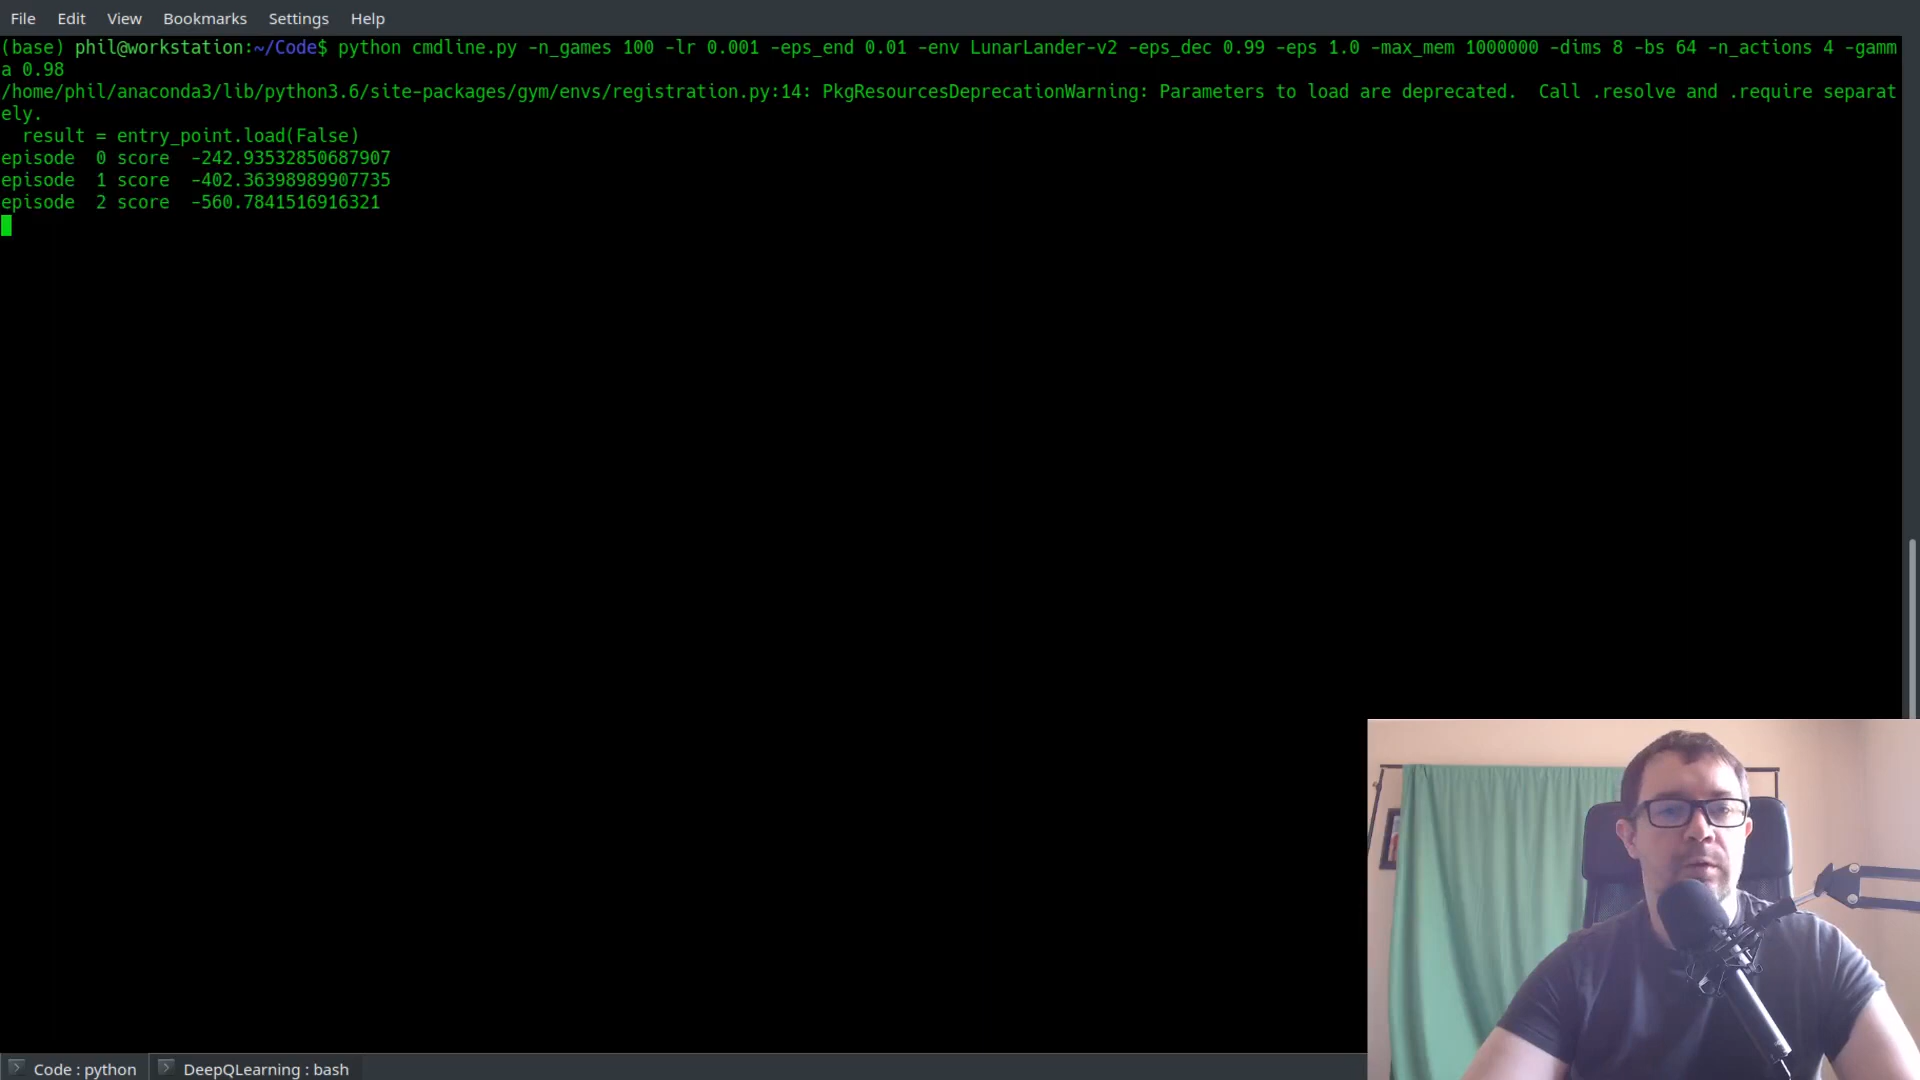 File Edit View Bookmarks Settings Help
(base) phil@workstation:~/Code$ python cmdline.py -n_games 100 -lr 0.001 -eps_end 0.01 -env LunarLander-v2 -eps_dec 0.99 -eps 1.0 -max_mem 1000000 -dims 8 -bs 64 -n_actions 4 -gamm
a 0.98
/home/phil/anaconda3/lib/python3.6/site-packages/gym/envs/registration.py:14: PkgResourcesDeprecationWarning: Parameters to load are deprecated.  Call .resolve and .require separat
ely.
  result = entry_point.load(False)
episode  0 score  -242.93532850687907
episode  1 score  -402.36398989907735
episode  2 score  -560.7841516916321
Code : python DeepQLearning : bash